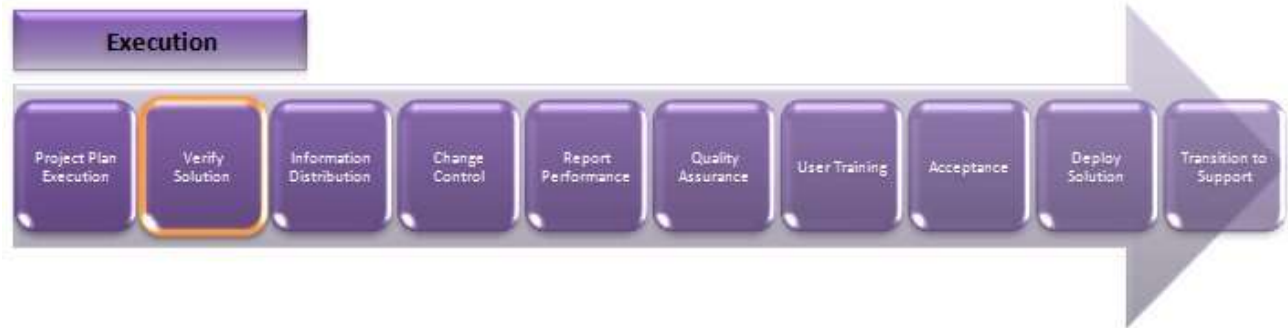 Execution
Project Plan
Execution
Verify
Solution
Information
Distribution
Change
Control
Report
Performance
Quality
Assurance
User Training
Acceptance
Deploy
Solution
Transition to
Support